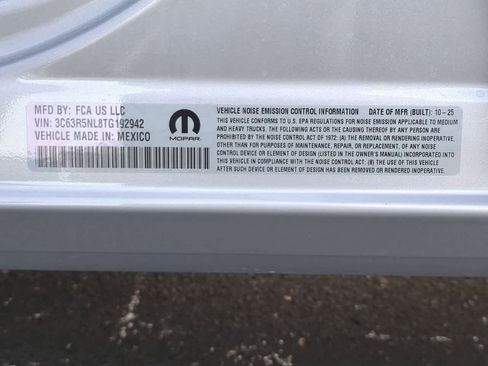 MFD BY: FCA US LLC
VIN: 3C63R5NL8TG192942
VEHICLE MADE IN: MEXICO
MOPAR
VEHICLE NOISE EMISSION CONTROL INFORMATION DATE OF MFR (BUILT): 10-25
THIS VEHICLE CONFORMS TO U.S. EPA REGULATIONS FOR NOISE EMISSION APPLICABLE TO MEDIUM
AND HEAVY TRUCKS. THE FOLLOWING ACTS OR THE CAUSING THEREOF BY ANY PERSON ARE
PROHIBITED BY THE NOISE CONTROL ACT OF 1972: (A) THE REMOVAL OR RENDERING INOPERATIVE,
OTHER THAN FOR PURPOSES OF MAINTENANCE, REPAIR, OR REPLACEMENT, OF ANY NOISE
CONTROL DEVICE OR ELEMENT OF DESIGN (LISTED IN THE OWNER'S MANUAL) INCORPORATED INTO
THIS VEHICLE IN COMPLIANCE WITH THE NOISE CONTROL ACT; (B) THE USE OF THIS VEHICLE
AFTER SUCH DEVICE OR ELEMENT OF DESIGN HAS BEEN REMOVED OR RENDERED INOPERATIVE.